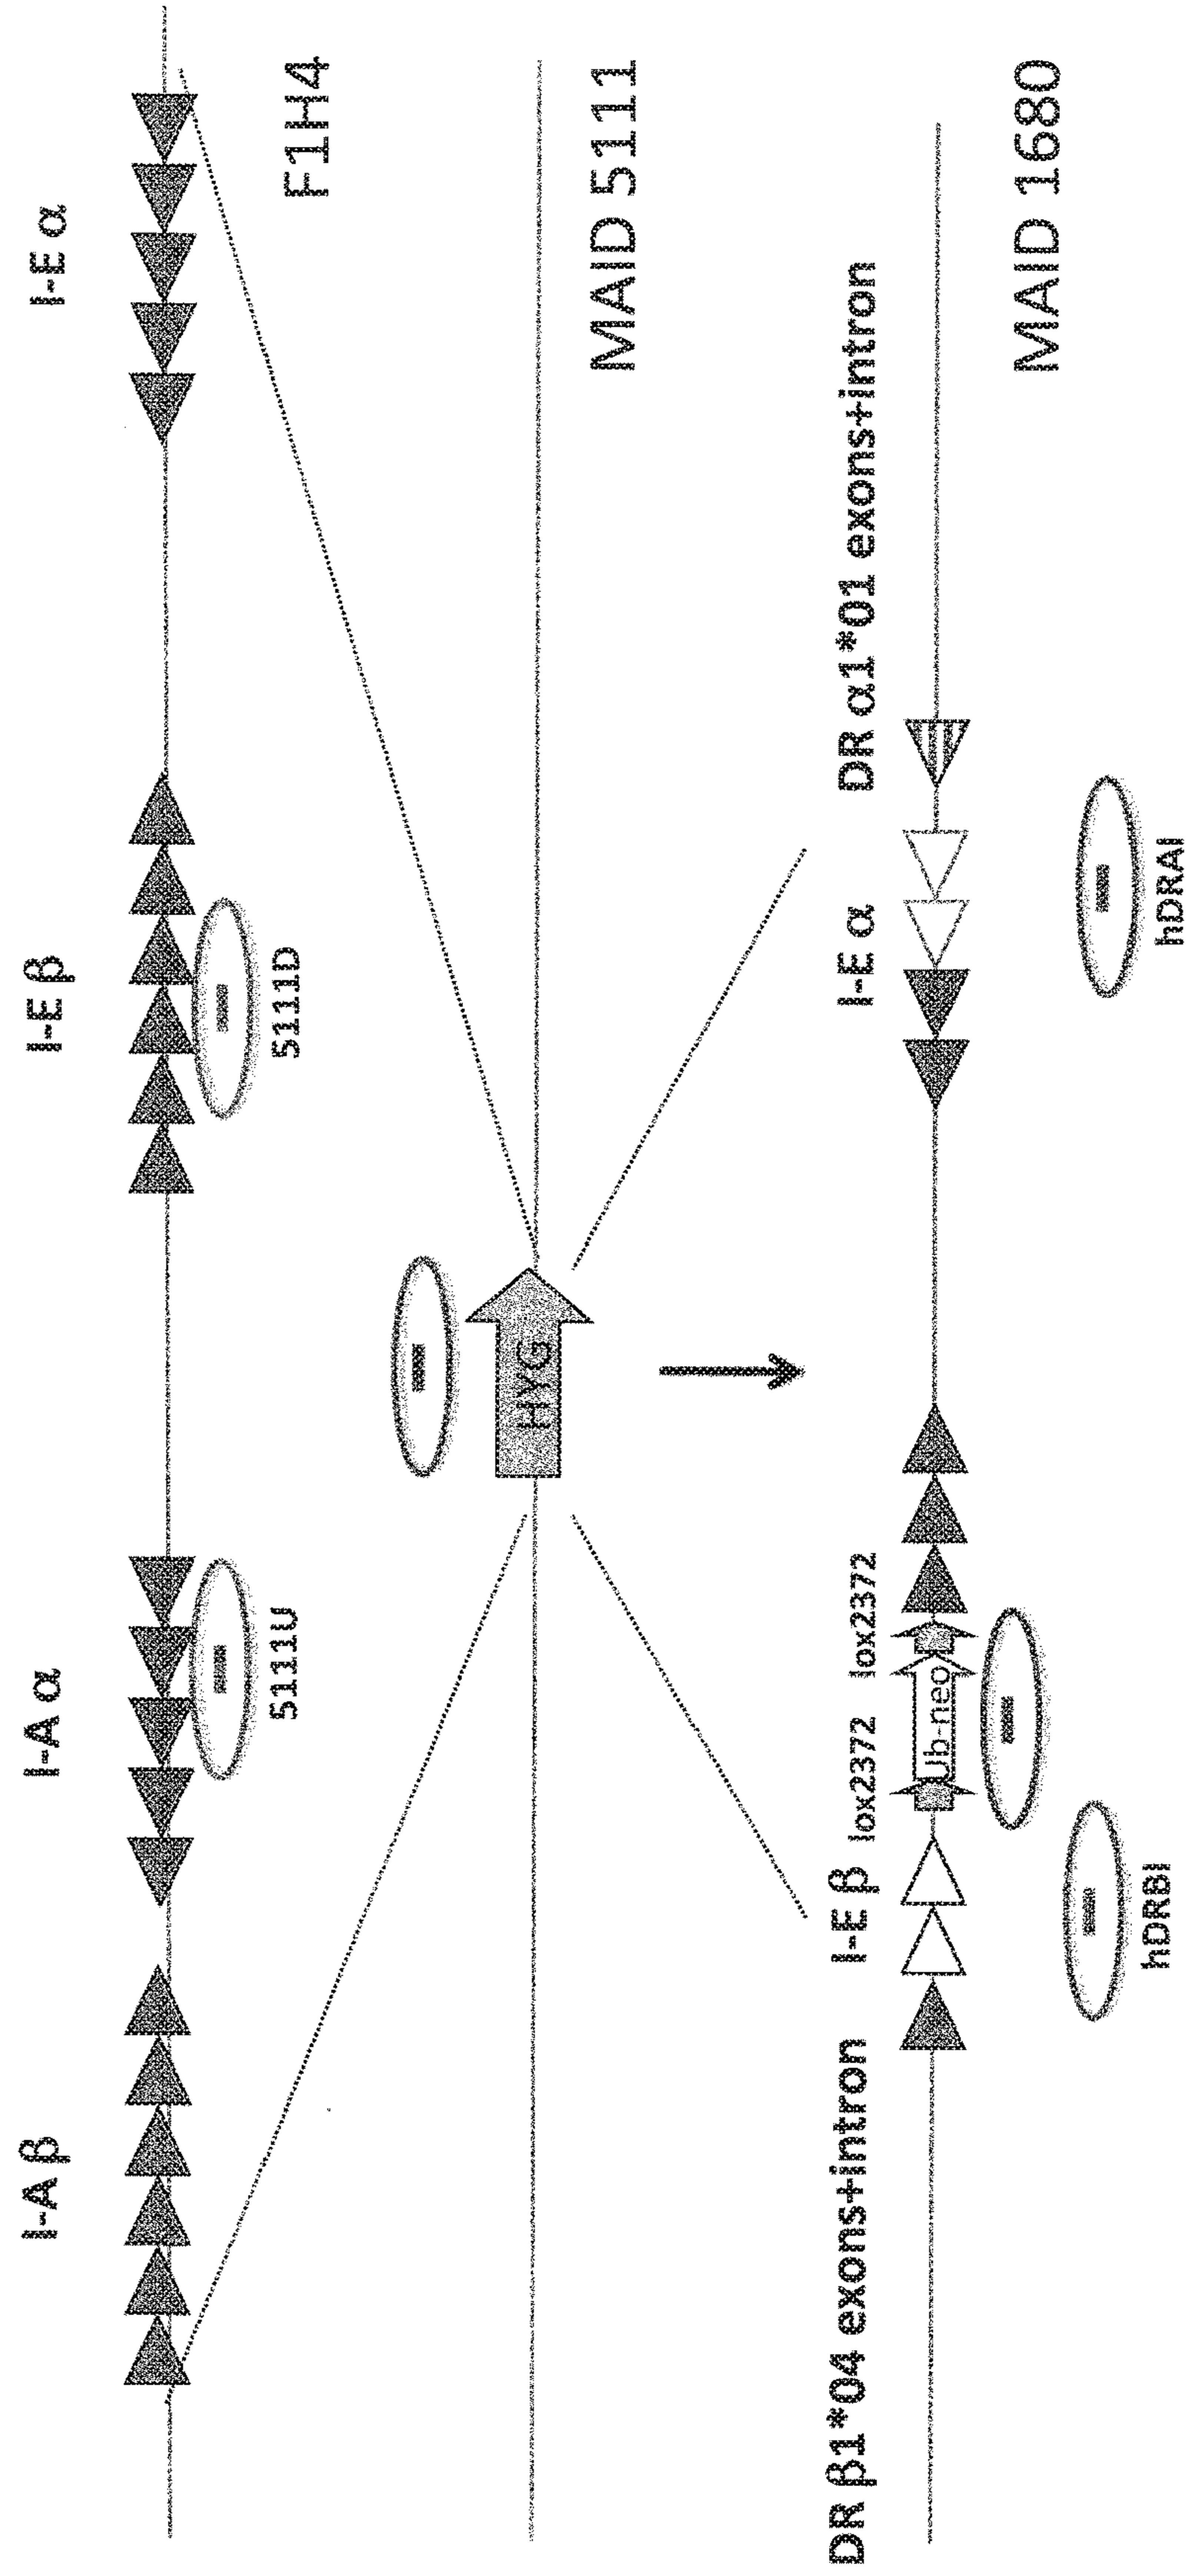 I-A β
I-A α
I-E β
I-E α
5111U
5111D
F1H4
HYG
MAID 5111
DR β1*04 exons+intron
I-E β
lox2372
lox2372
I-E α
DR α1*01 exons+intron
Ub-neo
hDRBI
hDRAI
MAID 1680